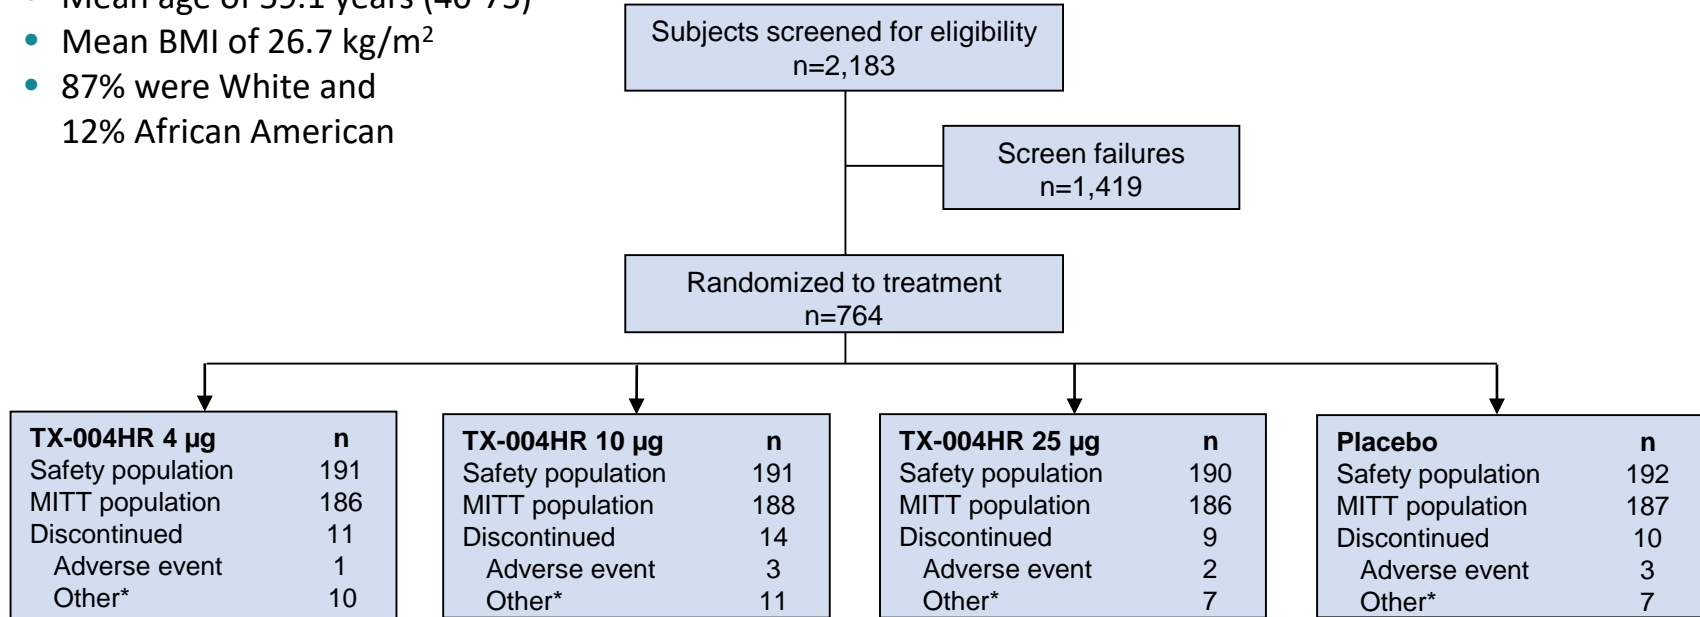 • Mean age of years
• Mean BMI of 26.7 kg/m²
• 87% were White and
12% African American
Subjects screened for eligibility
n=2,183
Screen failures
n=1,419
Randomized to treatment
n=764
TX-004HR 4 µg n
Safety population 191
MITT population 186
Discontinued 11
Adverse event 1
Other* 10
TX-004HR 10 µg n
Safety population 191
MITT population 188
Discontinued 14
Adverse event 3
Other* 11
TX-004HR 25 µg n
Safety population 190
MITT population 186
Discontinued 9
Adverse event 2
Other* 7
Placebo n
Safety population 192
MITT population 187
Discontinued 10
Adverse event 3
Other* 7